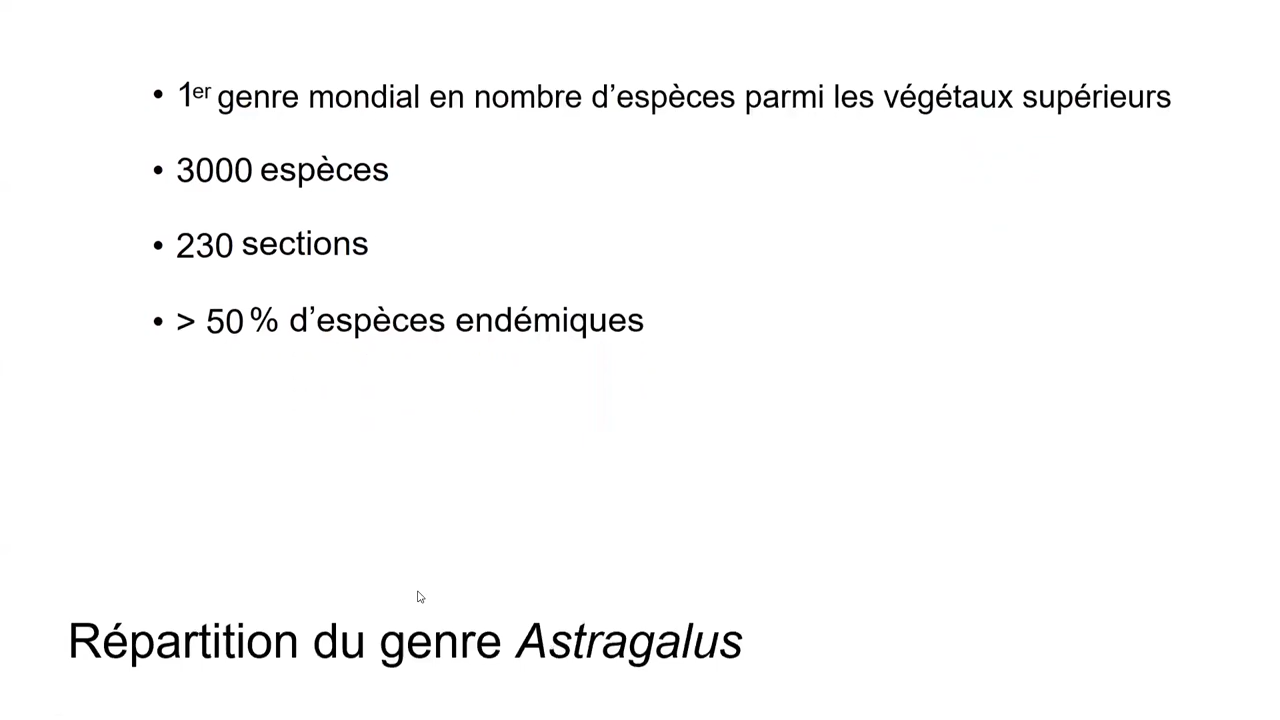 • 1er genre mondial en nombre d’espèces parmi les végétaux supérieurs
• 3000 espèces
• 230 sections
• > 50 % d’espèces endémiques
Répartition du genre Astragalus